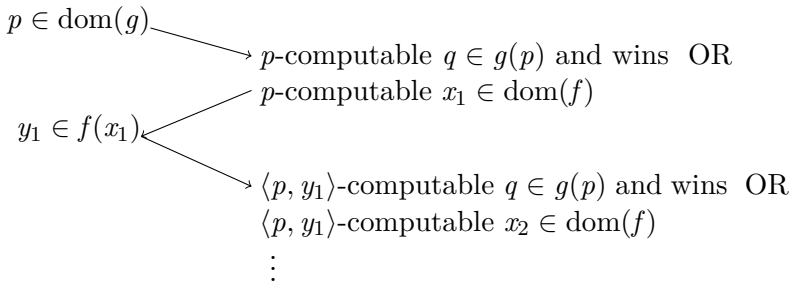 p ∈ dom(g)
p-computable q ∈ g(p) and wins OR
p-computable x₁ ∈ dom(f)
y₁ ∈ f(x₁)
⟨p, y₁⟩-computable q ∈ g(p) and wins OR
⟨p, y₁⟩-computable x₂ ∈ dom(f)
⋮